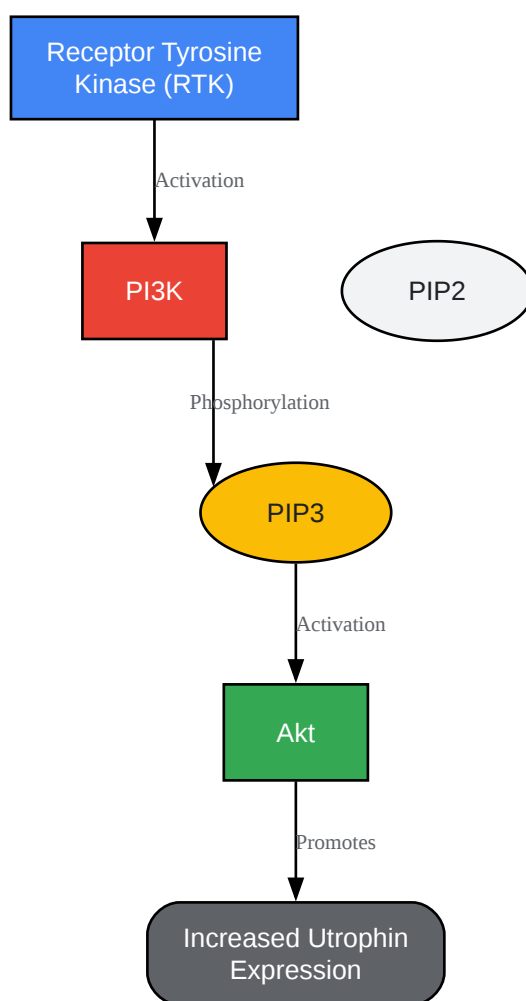 Receptor Tyrosine
Kinase (RTK)
Activation
PI3K
PIP2
Phosphorylation
PIP3
Activation
Akt
Promotes
Increased Utrophin
Expression